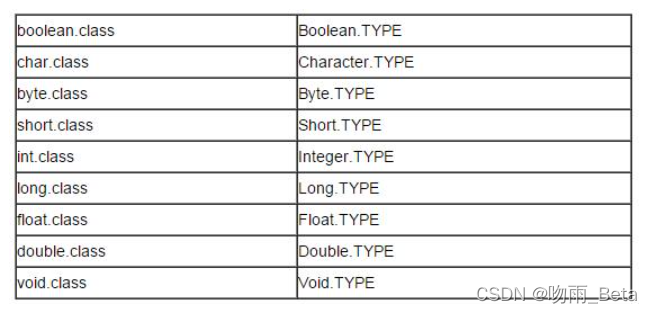 boolean.class Boolean.TYPE
char.class Character.TYPE
byte.class Byte.TYPE
short.class Short.TYPE
int.class Integer.TYPE
long.class Long.TYPE
float.class Float.TYPE
double.class Double.TYPE
void.class Void.TYPE
CSDN @吻雨_Beta